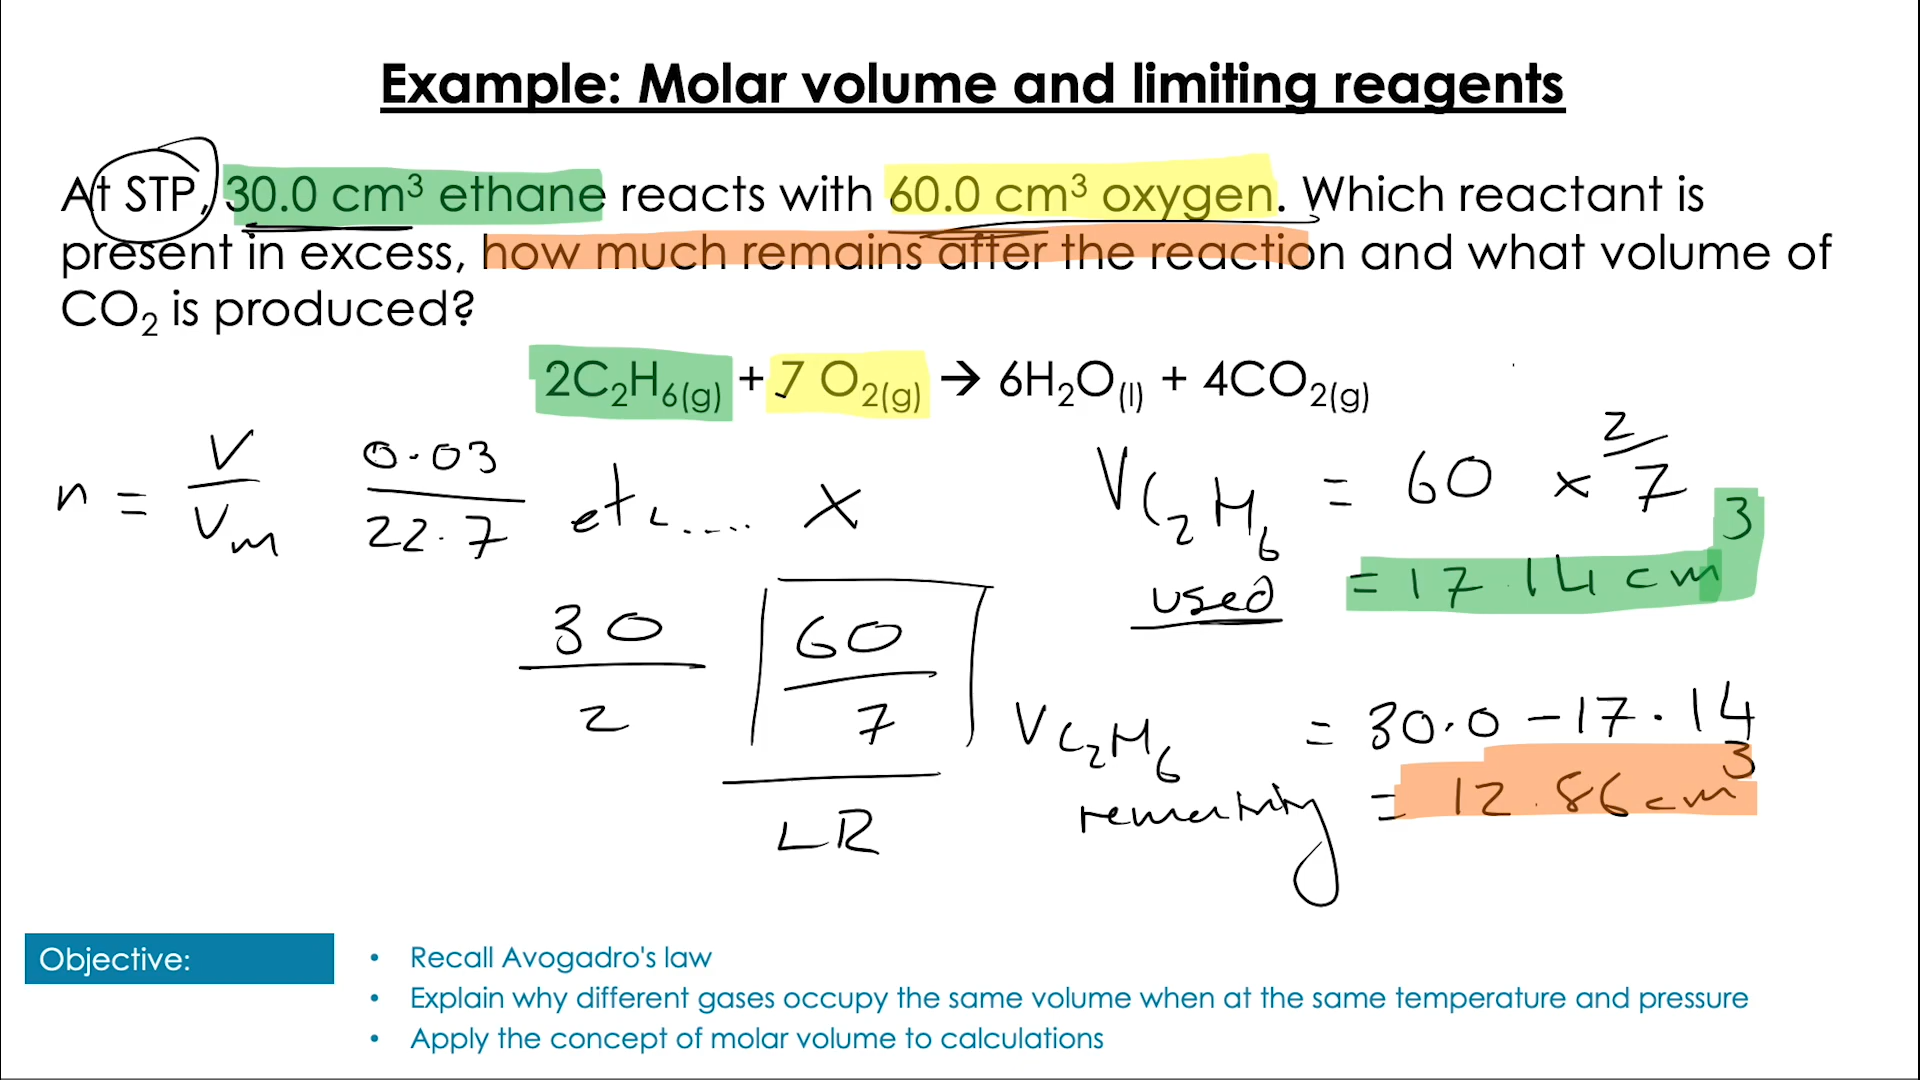 Example: Molar volume and limiting reagents
At STP, 30.0 cm³ ethane reacts with 60.0 cm³ oxygen. Which reactant is
present in excess, how much remains after the reaction and what volume of
CO₂ is produced?
2C₂H₆(g) + 7 O₂(g) → 6H₂O(l) + 4CO₂(g)
n = V/Vm 0.03/22.7 etc.... X
30/2 60/7
LR
V C₂H₆ used = 60 x 2/7
= 17.14 cm³
V C₂H₆ remaining = 30.0 - 17.14
= 12.86 cm³
Objective:
• Recall Avogadro's law
• Explain why different gases occupy the same volume when at the same temperature and pressure
• Apply the concept of molar volume to calculations